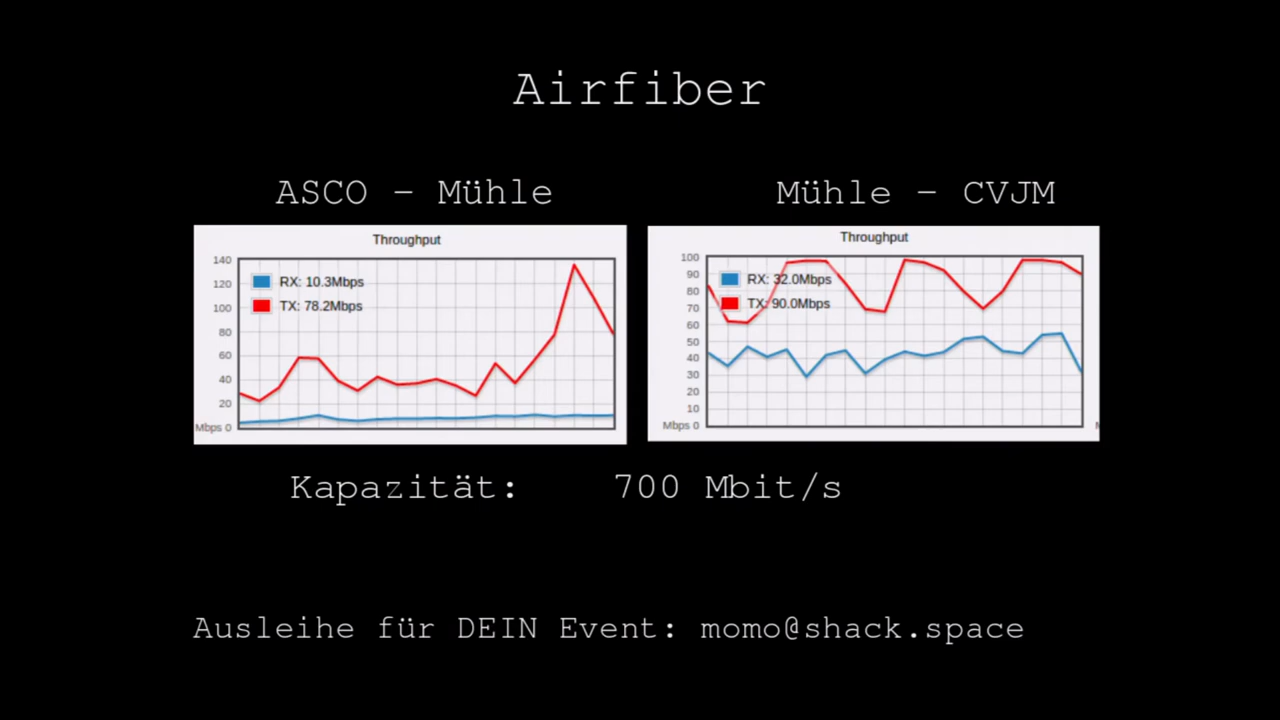 Airfiber
ASCO – Mühle
Mühle – CVJM
Throughput
140
120
100
80
60
40
20
Mbps 0
RX: 10.3Mbps
TX: 78.2Mbps
Throughput
100
90
80
70
60
50
40
30
20
10
Mbps 0
RX: 32.0Mbps
TX: 90.0Mbps
Kapazität: 700 Mbit/s
Ausleihe für DEIN Event: momo@shack.space